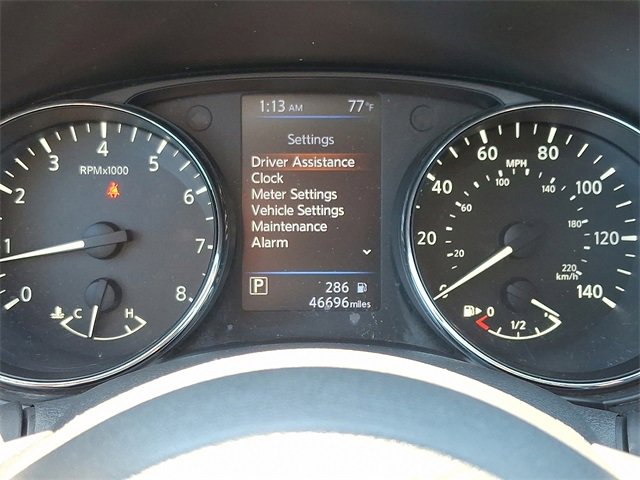 1:13 AM 77°F
Settings
Driver Assistance
Clock
Meter Settings
Vehicle Settings
Maintenance
Alarm
P 286
46696 miles
RPMx1000
0 1 2 3 4 5 6 7 8
C H
MPH
0 20 40 60 80 100 120 140
20 60 100 140 180 220
km/h
0 1/2